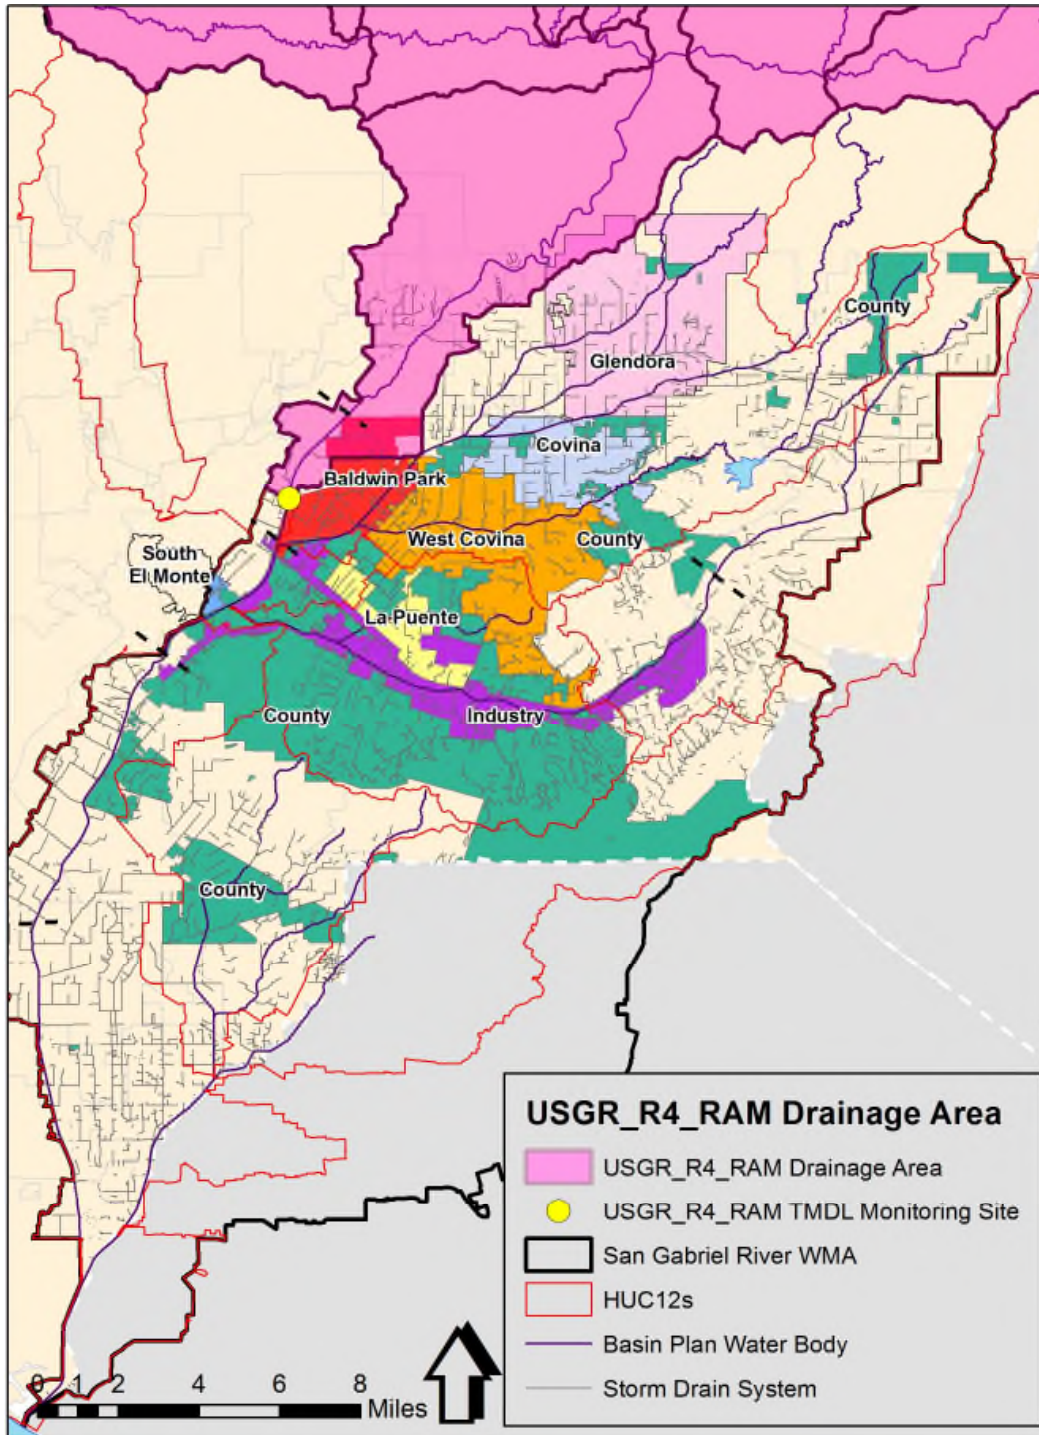 County
Glendora
Covina
Baldwin Park
West Covina
County
South
El Monte
La Puente
County
Industry
County
USGR_R4_RAM Drainage Area
USGR_R4_RAM Drainage Area
USGR_R4_RAM TMDL Monitoring Site
San Gabriel River WMA
HUC12s
Basin Plan Water Body
Storm Drain System
0 1 2 4 6 8
Miles